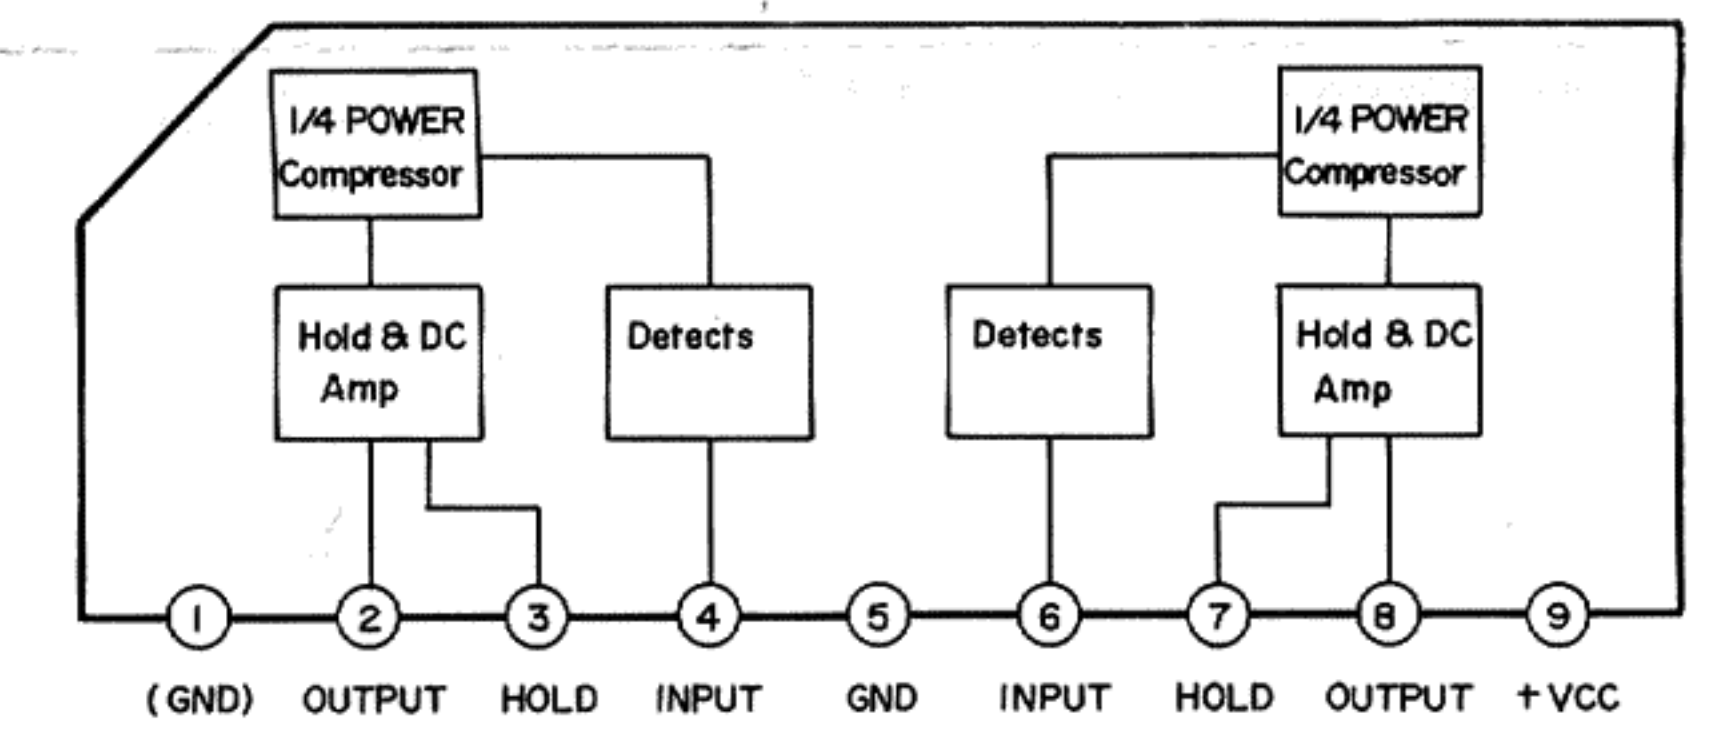 1/4 POWER
Compressor
1/4 POWER
Compressor
Hold & DC
Amp
Detects
Detects
Hold & DC
Amp
1 2 3 4 5 6 7 8 9
(GND) OUTPUT HOLD INPUT GND INPUT HOLD OUTPUT +VCC